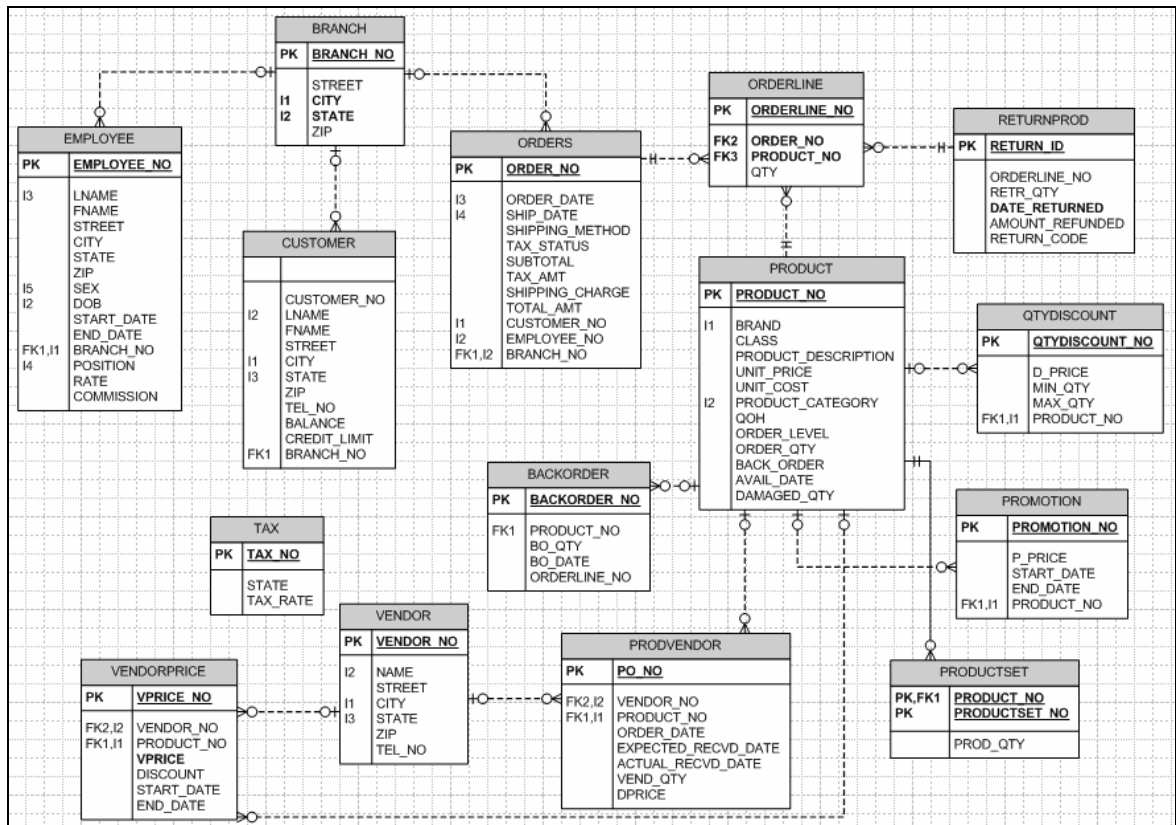 BRANCH
PK BRANCH_NO
STREET
I1 CITY
I2 STATE
ZIP
EMPLOYEE
PK EMPLOYEE_NO
I3 LNAME
FNAME
STREET
CITY
STATE
ZIP
I5 SEX
I2 DOB
START_DATE
END_DATE
FK1,I1 BRANCH_NO
I4 POSITION
RATE
COMMISSION
CUSTOMER
CUSTOMER_NO
I2 LNAME
FNAME
STREET
I1 CITY
I3 STATE
ZIP
TEL_NO
BALANCE
CREDIT_LIMIT
FK1 BRANCH_NO
ORDERS
PK ORDER_NO
I3 ORDER_DATE
I4 SHIP_DATE
SHIPPING_METHOD
TAX_STATUS
SUBTOTAL
TAX_AMT
SHIPPING_CHARGE
TOTAL_AMT
I1 CUSTOMER_NO
I2 EMPLOYEE_NO
FK1,I2 BRANCH_NO
ORDERLINE
PK ORDERLINE_NO
FK2 ORDER_NO
FK3 PRODUCT_NO
QTY
RETURNPROD
PK RETURN_ID
ORDERLINE_NO
RETR_QTY
DATE_RETURNED
AMOUNT_REFUNDED
RETURN_CODE
PRODUCT
PK PRODUCT_NO
I1 BRAND
CLASS
PRODUCT_DESCRIPTION
UNIT_PRICE
UNIT_COST
I2 PRODUCT_CATEGORY
QOH
ORDER_LEVEL
ORDER_QTY
BACK_ORDER
AVAIL_DATE
DAMAGED_QTY
QTYDISCOUNT
PK QTYDISCOUNT_NO
D_PRICE
MIN_QTY
MAX_QTY
FK1,I1 PRODUCT_NO
BACKORDER
PK BACKORDER_NO
FK1 PRODUCT_NO
BO_QTY
BO_DATE
ORDERLINE_NO
PROMOTION
PK PROMOTION_NO
P_PRICE
START_DATE
END_DATE
FK1,I1 PRODUCT_NO
TAX
PK TAX_NO
STATE
TAX_RATE
VENDOR
PK VENDOR_NO
I2 NAME
STREET
I1 CITY
I3 STATE
ZIP
TEL_NO
PRODVENDOR
PK PO_NO
FK2,I2 VENDOR_NO
FK1,I1 PRODUCT_NO
ORDER_DATE
EXPECTED_RECVD_DATE
ACTUAL_RECVD_DATE
VEND_QTY
DPRICE
VENDORPRICE
PK VPRICE_NO
FK2,I2 VENDOR_NO
FK1,I1 PRODUCT_NO
VPRICE
DISCOUNT
START_DATE
END_DATE
PRODUCTSET
PK,FK1 PRODUCT_NO
PK PRODUCTSET_NO
PROD_QTY